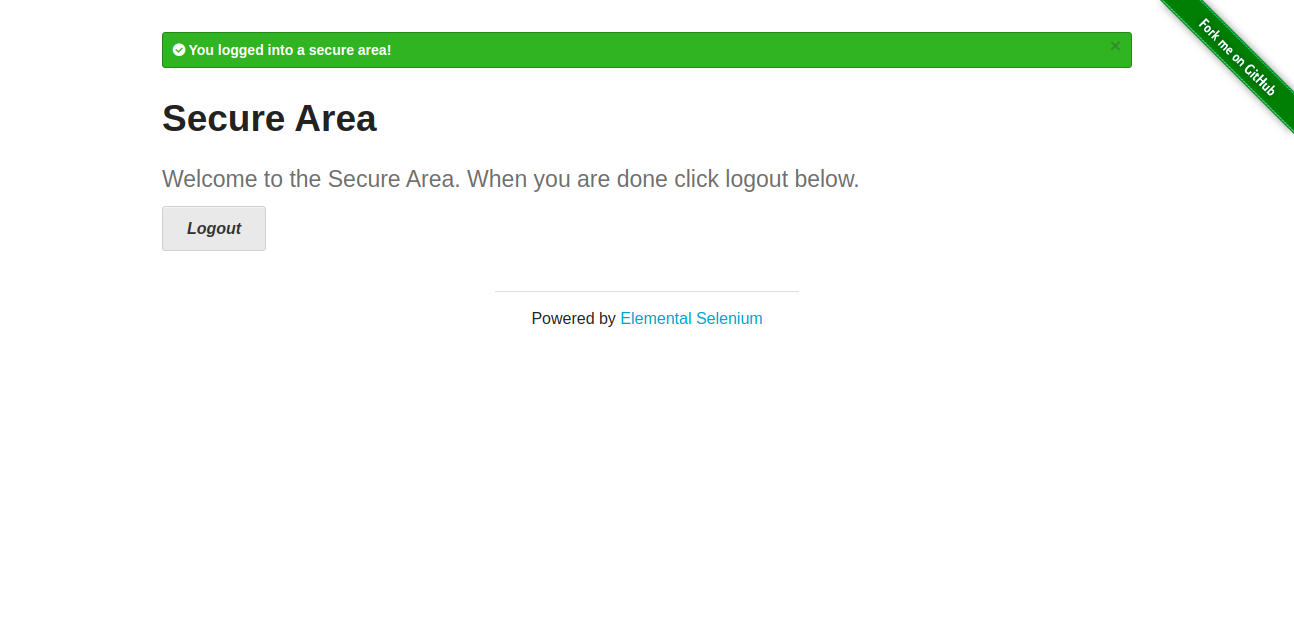 You logged into a secure area!
×
Fork me on GitHub
Secure Area
Welcome to the Secure Area. When you are done click logout below.
Logout
Powered by Elemental Selenium